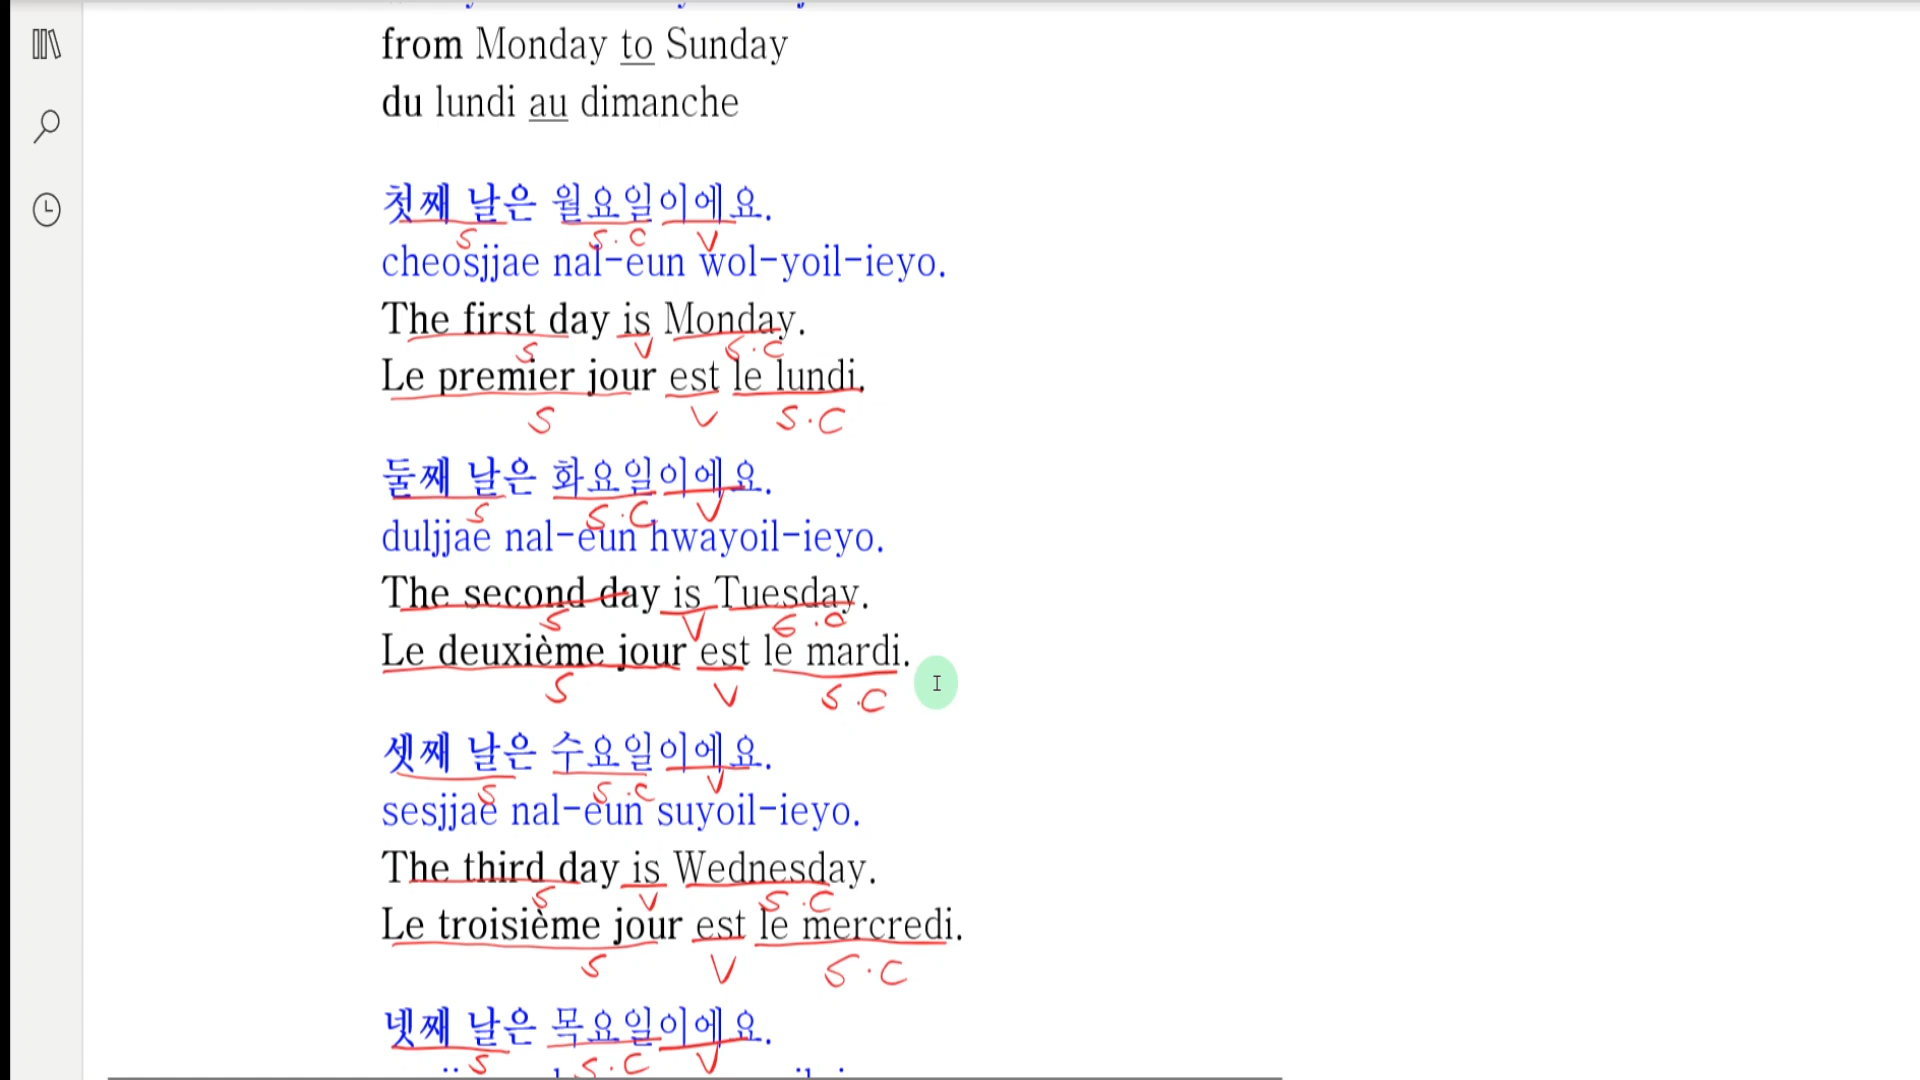 from Monday to Sunday
du lundi au dimanche
첫째 날은 월요일이에요.
S S.C V
cheosjjae nal-eun wol-yoil-ieyo.
The first day is Monday.
S V S.C
Le premier jour est le lundi.
S V S.C
둘째 날은 화요일이에요.
S S.C V
duljjae nal-eun hwayoil-ieyo.
The second day is Tuesday.
S V
Le deuxième jour est le mardi.
S V S.C
셋째 날은 수요일이에요.
S S.C V
sesjjae nal-eun suyoil-ieyo.
The third day is Wednesday.
S V S.C
Le troisième jour est le mercredi.
S V S.C
넷째 날은 목요일이에요.
S S.C V